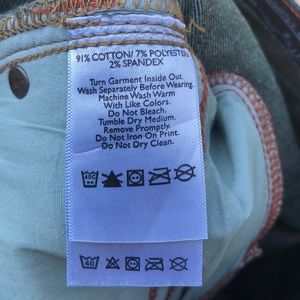 91% COTTON/ 7% POLYESTER
2% SPANDEX
Turn Garment Inside Out.
Wash Separately Before Wearing.
Machine Wash Warm
With Like Colors.
Do Not Bleach.
Tumble Dry Medium.
Remove Promptly.
Do Not Iron On Print.
Do Not Dry Clean.
40
40